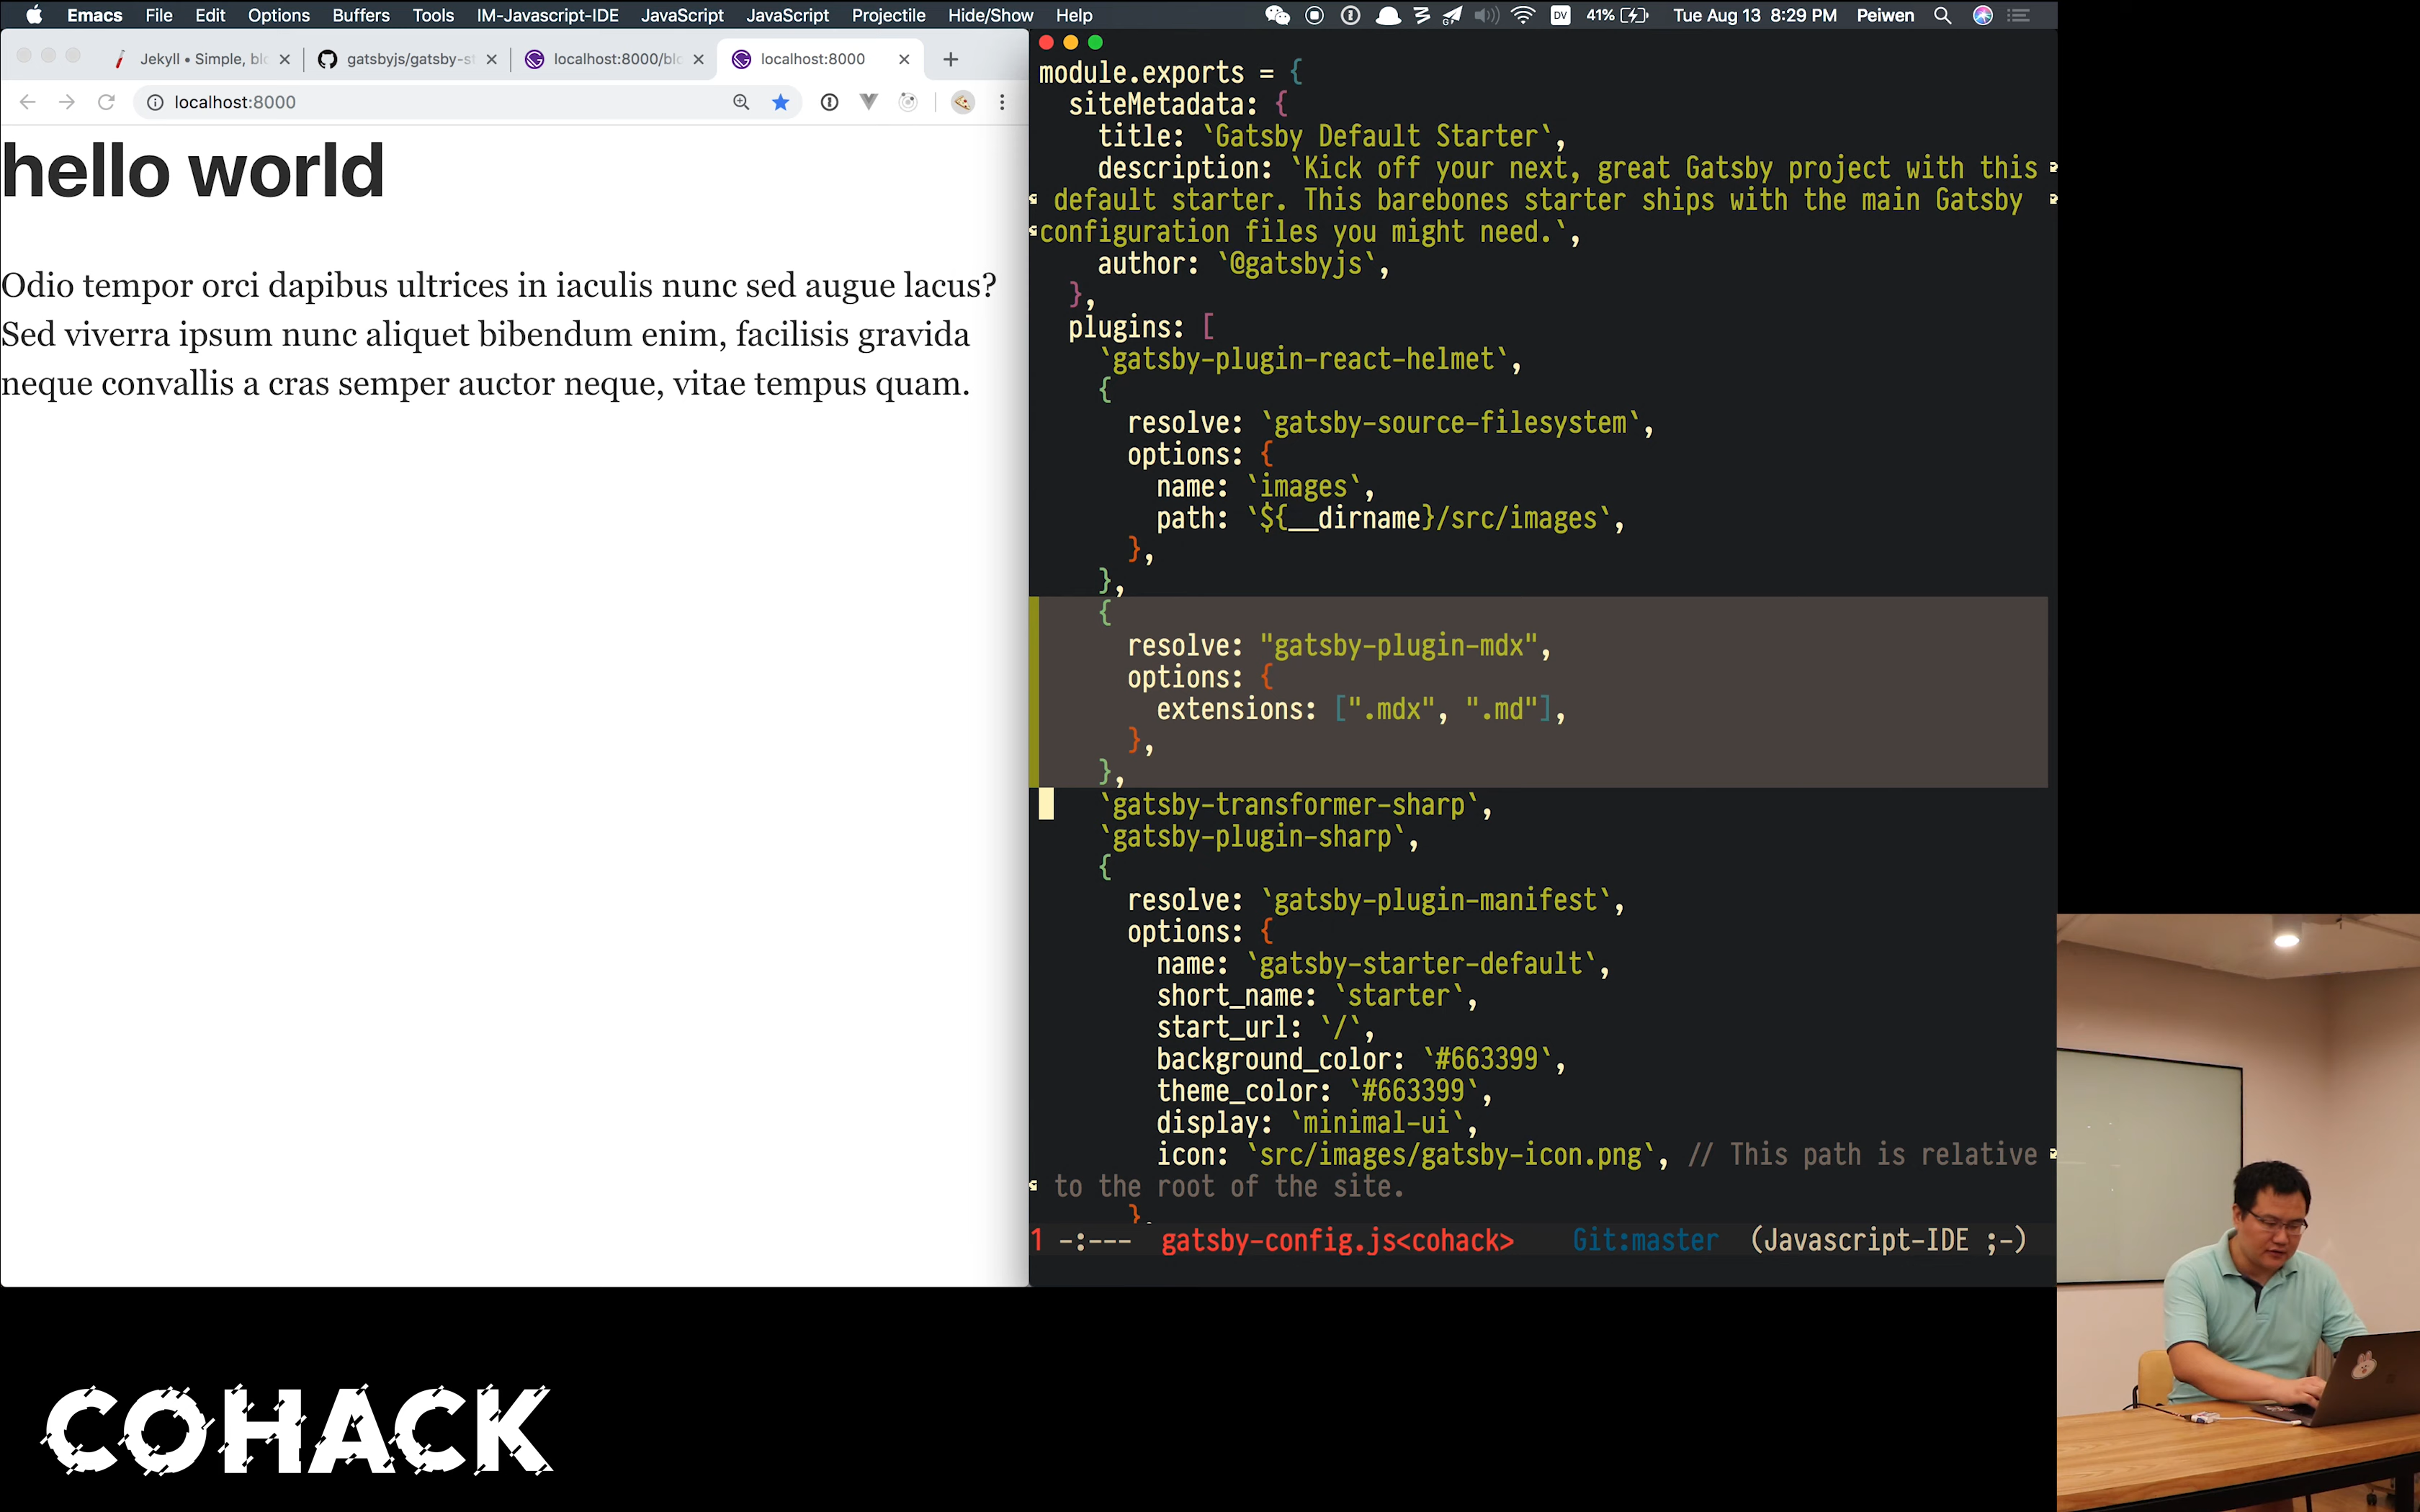 Emacs File Edit Options Buffers Tools IM-Javascript-IDE JavaScript JavaScript Projectile Hide/Show Help DV 41% Tue Aug 13 8:29 PM Peiwen
Jekyll • Simple, blo
gatsbyjs/gatsby-st
localhost:8000/blo
localhost:8000
localhost:8000
hello world
Odio tempor orci dapibus ultrices in iaculis nunc sed augue lacus?
Sed viverra ipsum nunc aliquet bibendum enim, facilisis gravida
neque convallis a cras semper auctor neque, vitae tempus quam.
module.exports = {
siteMetadata: {
title: `Gatsby Default Starter`,
description: `Kick off your next, great Gatsby project with this
default starter. This barebones starter ships with the main Gatsby
configuration files you might need.`,
author: `@gatsbyjs`,
},
plugins: [
`gatsby-plugin-react-helmet`,
{
resolve: `gatsby-source-filesystem`,
options: {
name: `images`,
path: `${__dirname}/src/images`,
},
},
{
resolve: "gatsby-plugin-mdx",
options: {
extensions: [".mdx", ".md"],
},
},
`gatsby-transformer-sharp`,
`gatsby-plugin-sharp`,
{
resolve: `gatsby-plugin-manifest`,
options: {
name: `gatsby-starter-default`,
short_name: `starter`,
start_url: `/`,
background_color: `#663399`,
theme_color: `#663399`,
display: `minimal-ui`,
icon: `src/images/gatsby-icon.png`, // This path is relative
to the root of the site.
},
1 -:--- gatsby-config.js<cohack> Git:master (Javascript-IDE ;-)
COHACK